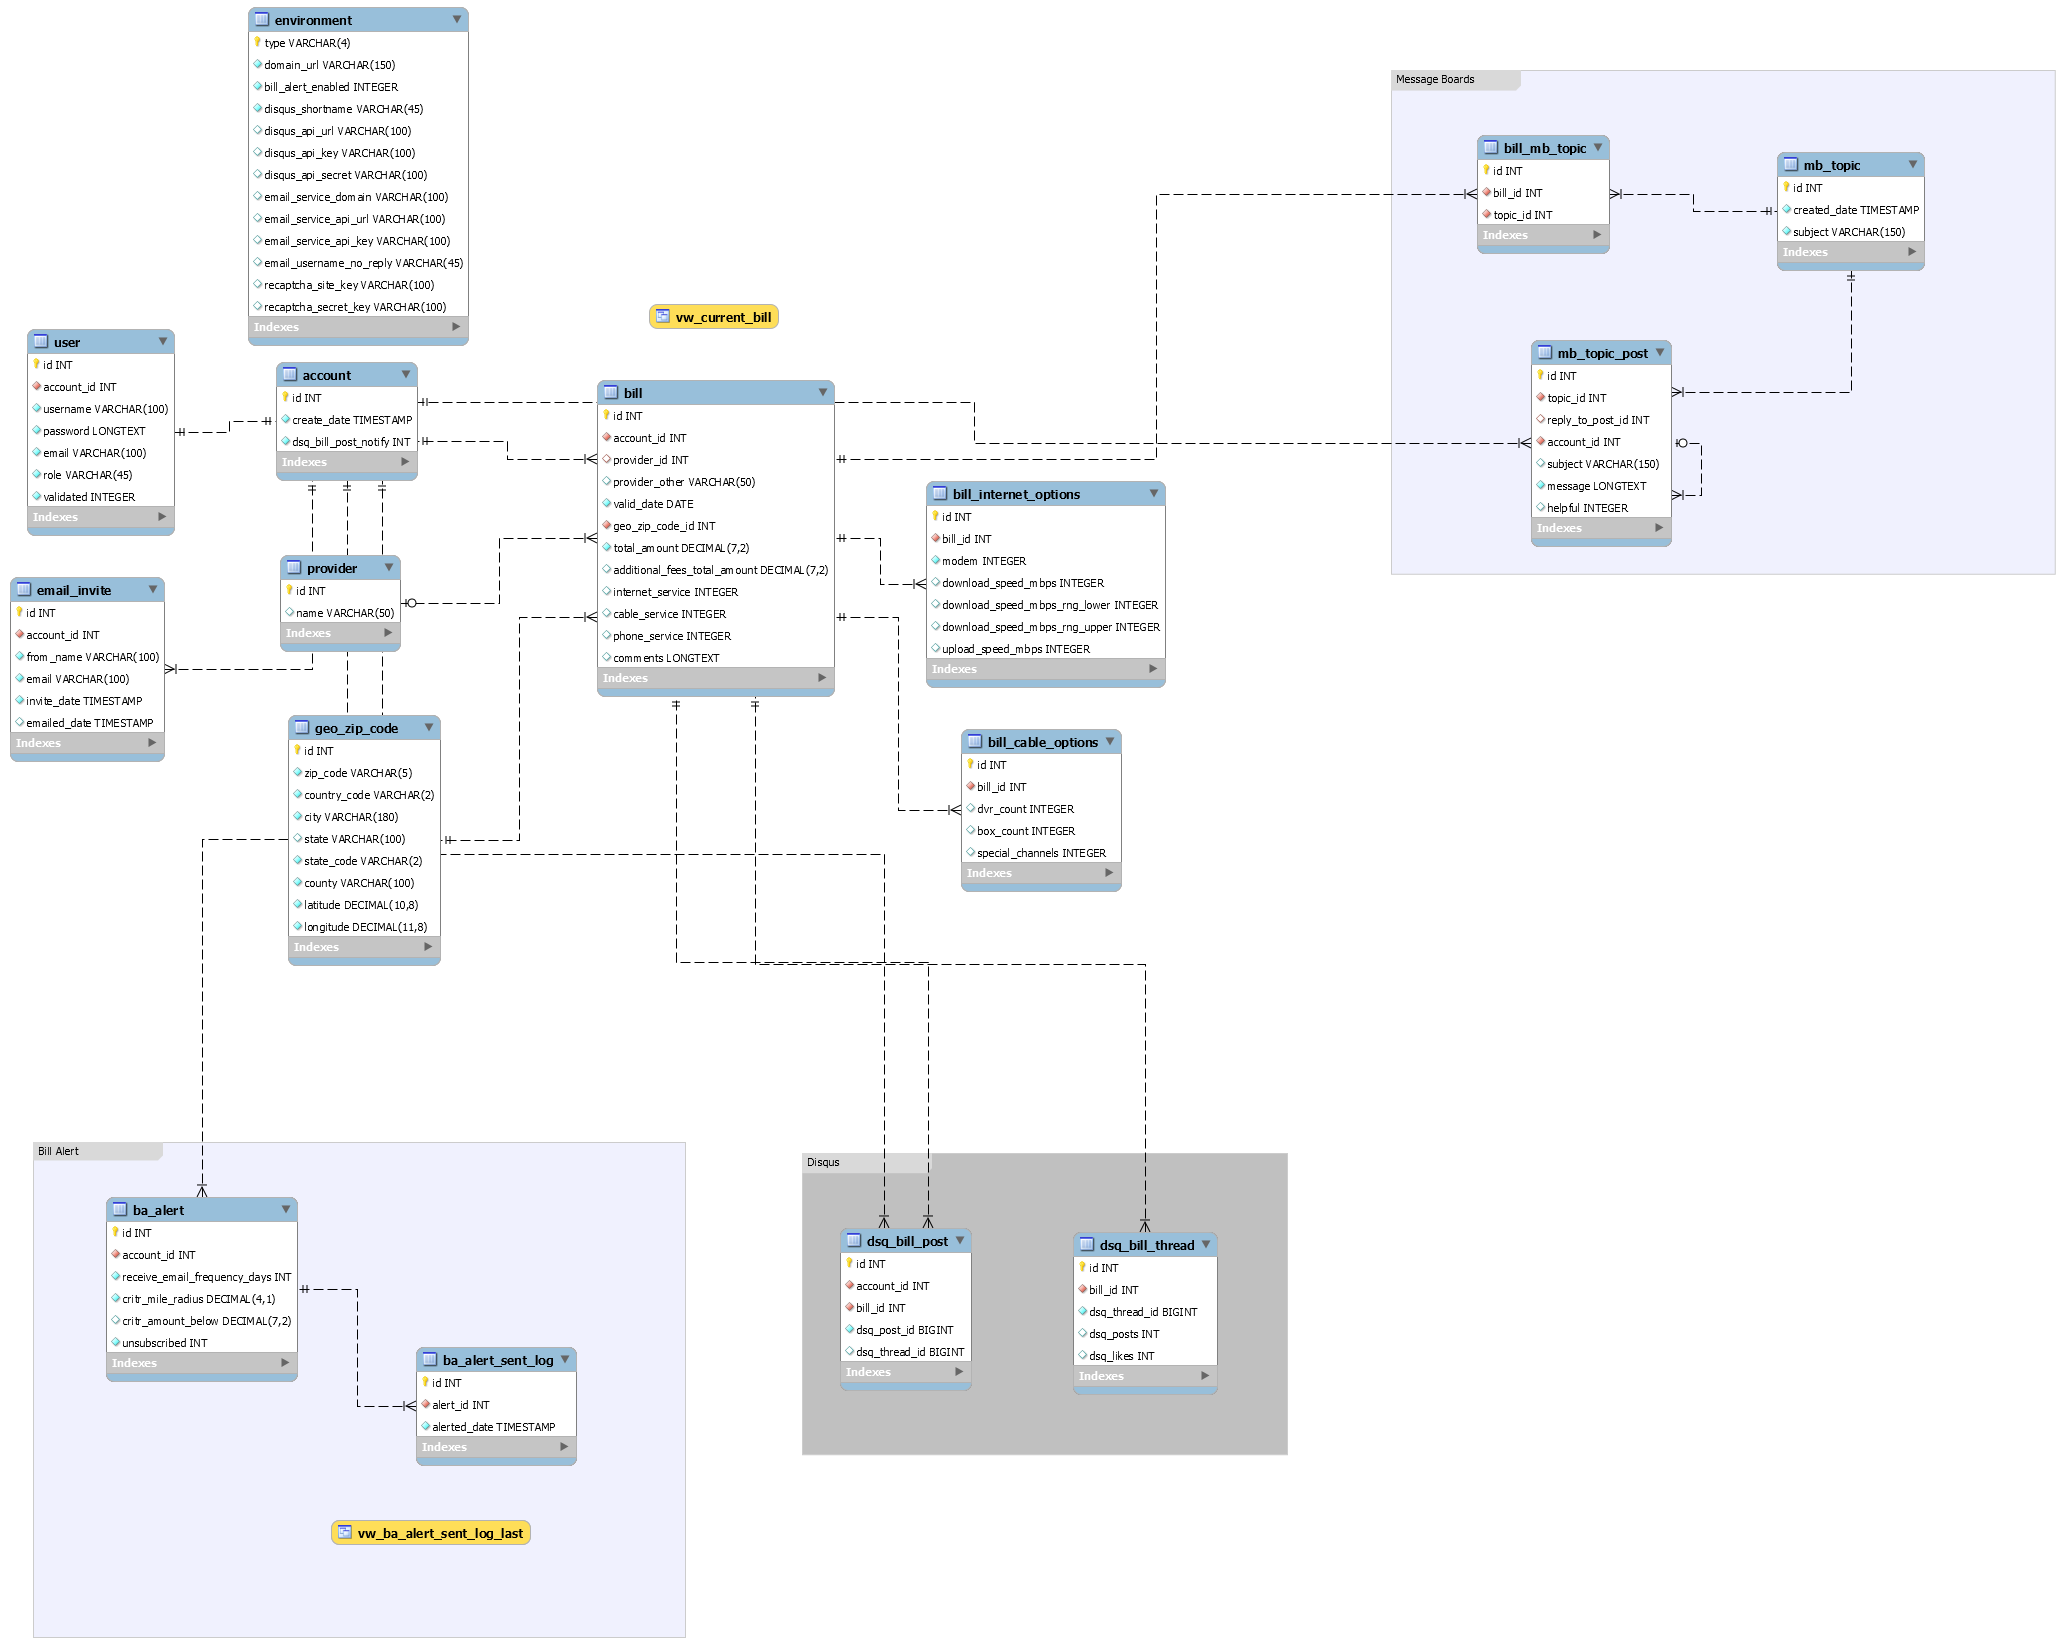 environment
type VARCHAR(4)
domain_url VARCHAR(150)
bill_alert_enabled INTEGER
disqus_shortname VARCHAR(45)
disqus_api_url VARCHAR(100)
disqus_api_key VARCHAR(100)
disqus_api_secret VARCHAR(100)
email_service_domain VARCHAR(100)
email_service_api_url VARCHAR(100)
email_service_api_key VARCHAR(100)
email_username_no_reply VARCHAR(45)
recaptcha_site_key VARCHAR(100)
recaptcha_secret_key VARCHAR(100)
Indexes
Message Boards
bill_mb_topic
id INT
bill_id INT
topic_id INT
Indexes
mb_topic
id INT
created_date TIMESTAMP
subject VARCHAR(150)
Indexes
vw_current_bill
user
id INT
account_id INT
username VARCHAR(100)
password LONGTEXT
email VARCHAR(100)
role VARCHAR(45)
validated INTEGER
Indexes
account
id INT
create_date TIMESTAMP
dsq_bill_post_notify INT
Indexes
bill
id INT
account_id INT
provider_id INT
provider_other VARCHAR(50)
valid_date DATE
geo_zip_code_id INT
total_amount DECIMAL(7,2)
additional_fees_total_amount DECIMAL(7,2)
internet_service INTEGER
cable_service INTEGER
phone_service INTEGER
comments LONGTEXT
Indexes
mb_topic_post
id INT
topic_id INT
reply_to_post_id INT
account_id INT
subject VARCHAR(150)
message LONGTEXT
helpful INTEGER
Indexes
bill_internet_options
id INT
bill_id INT
modem INTEGER
download_speed_mbps INTEGER
download_speed_mbps_rng_lower INTEGER
download_speed_mbps_rng_upper INTEGER
upload_speed_mbps INTEGER
Indexes
provider
id INT
name VARCHAR(50)
Indexes
email_invite
id INT
account_id INT
from_name VARCHAR(100)
email VARCHAR(100)
invite_date TIMESTAMP
emailed_date TIMESTAMP
Indexes
geo_zip_code
id INT
zip_code VARCHAR(5)
country_code VARCHAR(2)
city VARCHAR(180)
state VARCHAR(100)
state_code VARCHAR(2)
county VARCHAR(100)
latitude DECIMAL(10,8)
longitude DECIMAL(11,8)
Indexes
bill_cable_options
id INT
bill_id INT
dvr_count INTEGER
box_count INTEGER
special_channels INTEGER
Indexes
Bill Alert
ba_alert
id INT
account_id INT
receive_email_frequency_days INT
critr_mile_radius DECIMAL(4,1)
critr_amount_below DECIMAL(7,2)
unsubscribed INT
Indexes
ba_alert_sent_log
id INT
alert_id INT
alerted_date TIMESTAMP
Indexes
vw_ba_alert_sent_log_last
Disqus
dsq_bill_post
id INT
account_id INT
bill_id INT
dsq_post_id BIGINT
dsq_thread_id BIGINT
Indexes
dsq_bill_thread
id INT
bill_id INT
dsq_thread_id BIGINT
dsq_posts INT
dsq_likes INT
Indexes